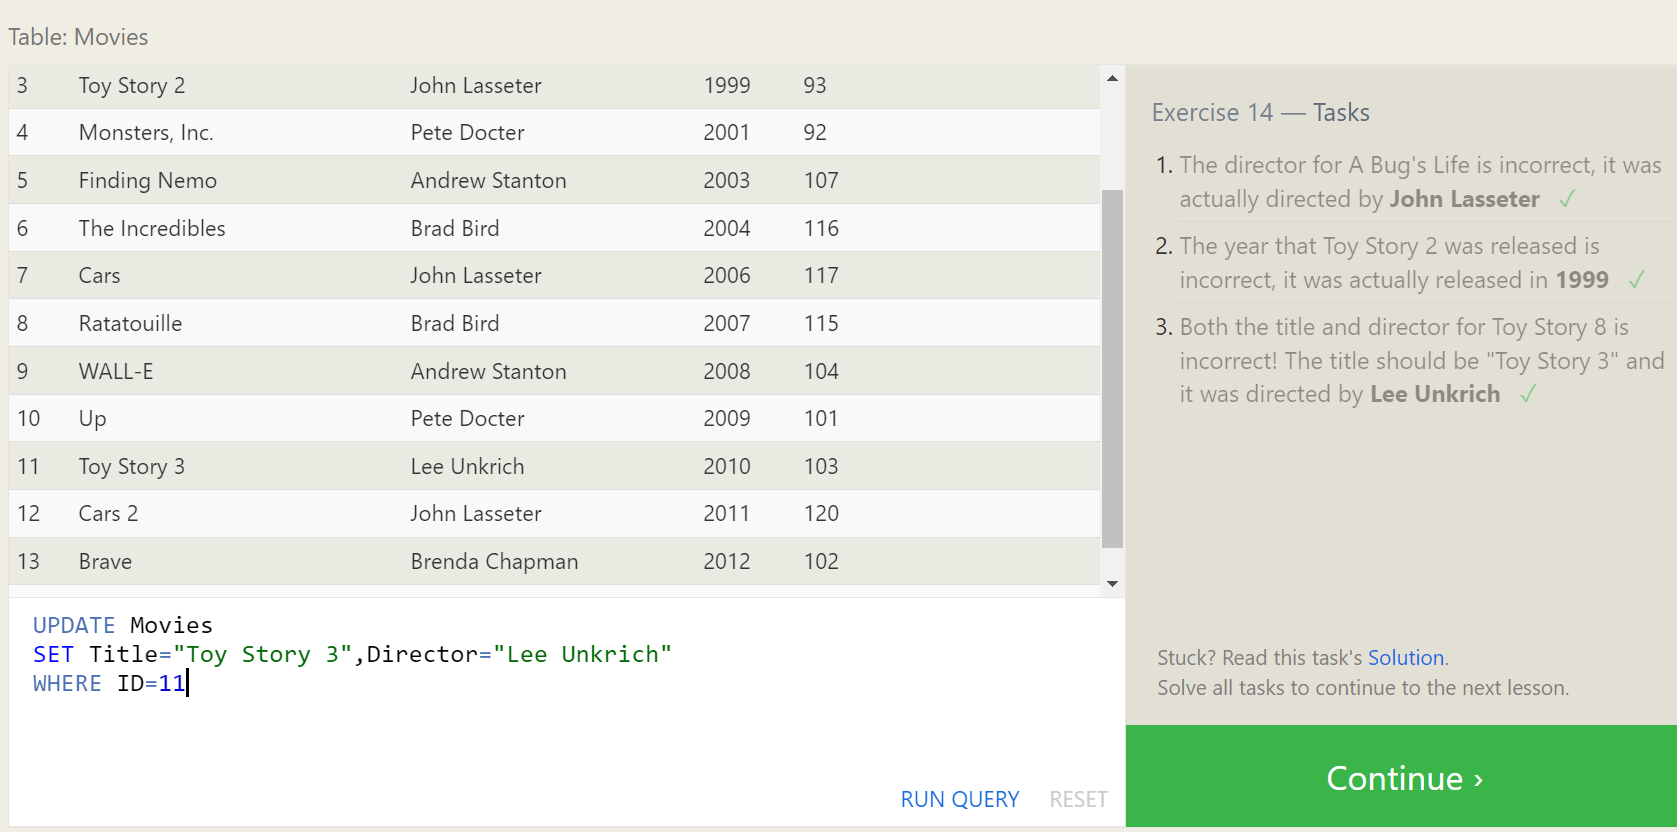 Table: Movies
3 Toy Story 2 John Lasseter 1999 93
4 Monsters, Inc. Pete Docter 2001 92
5 Finding Nemo Andrew Stanton 2003 107
6 The Incredibles Brad Bird 2004 116
7 Cars John Lasseter 2006 117
8 Ratatouille Brad Bird 2007 115
9 WALL-E Andrew Stanton 2008 104
10 Up Pete Docter 2009 101
11 Toy Story 3 Lee Unkrich 2010 103
12 Cars 2 John Lasseter 2011 120
13 Brave Brenda Chapman 2012 102
UPDATE Movies
SET Title="Toy Story 3",Director="Lee Unkrich"
WHERE ID=11
RUN QUERY RESET
Exercise 14 — Tasks
1. The director for A Bug's Life is incorrect, it was
actually directed by John Lasseter ✓
2. The year that Toy Story 2 was released is
incorrect, it was actually released in 1999 ✓
3. Both the title and director for Toy Story 8 is
incorrect! The title should be "Toy Story 3" and
it was directed by Lee Unkrich ✓
Stuck? Read this task's Solution.
Solve all tasks to continue to the next lesson.
Continue ›